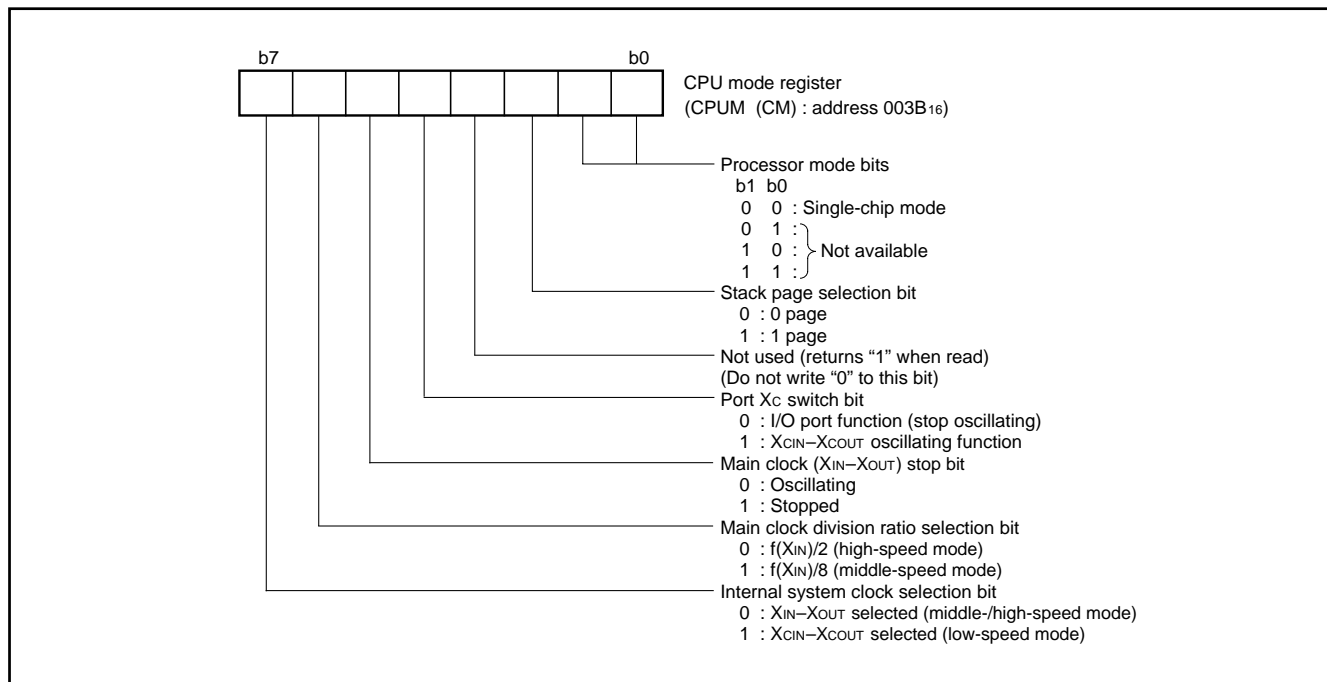 b7 b0
CPU mode register
(CPUM (CM) : address 003B16)
Processor mode bits
b1 b0
0 0 : Single-chip mode
0 1 :
1 0 : Not available
1 1 :
Stack page selection bit
0 : 0 page
1 : 1 page
Not used (returns “1” when read)
(Do not write “0” to this bit)
Port XC switch bit
0 : I/O port function (stop oscillating)
1 : XCIN–XCOUT oscillating function
Main clock (XIN–XOUT) stop bit
0 : Oscillating
1 : Stopped
Main clock division ratio selection bit
0 : f(XIN)/2 (high-speed mode)
1 : f(XIN)/8 (middle-speed mode)
Internal system clock selection bit
0 : XIN–XOUT selected (middle-/high-speed mode)
1 : XCIN–XCOUT selected (low-speed mode)